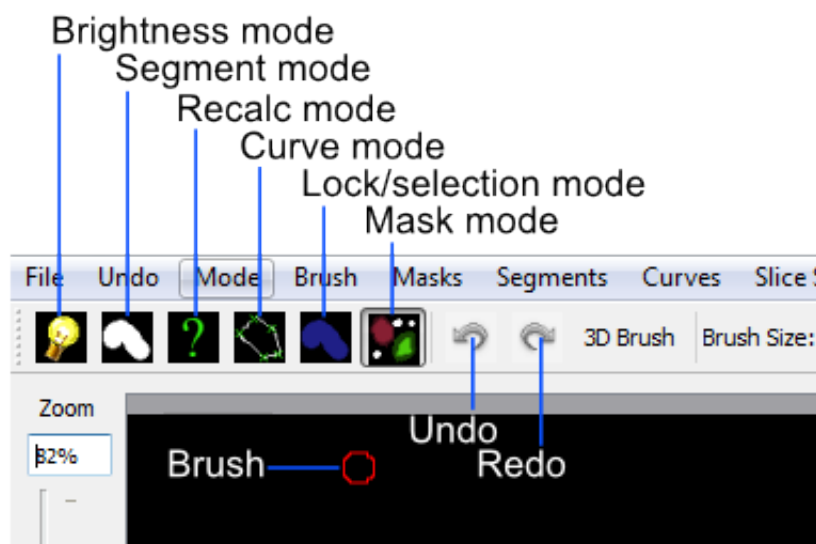 Brightness mode
Segment mode
Recalc mode
Curve mode
Lock/selection mode
Mask mode
File Undo Mode Brush Masks Segments Curves Slice
?
3D Brush Brush Size:
Zoom
82%
Undo
Brush
Redo